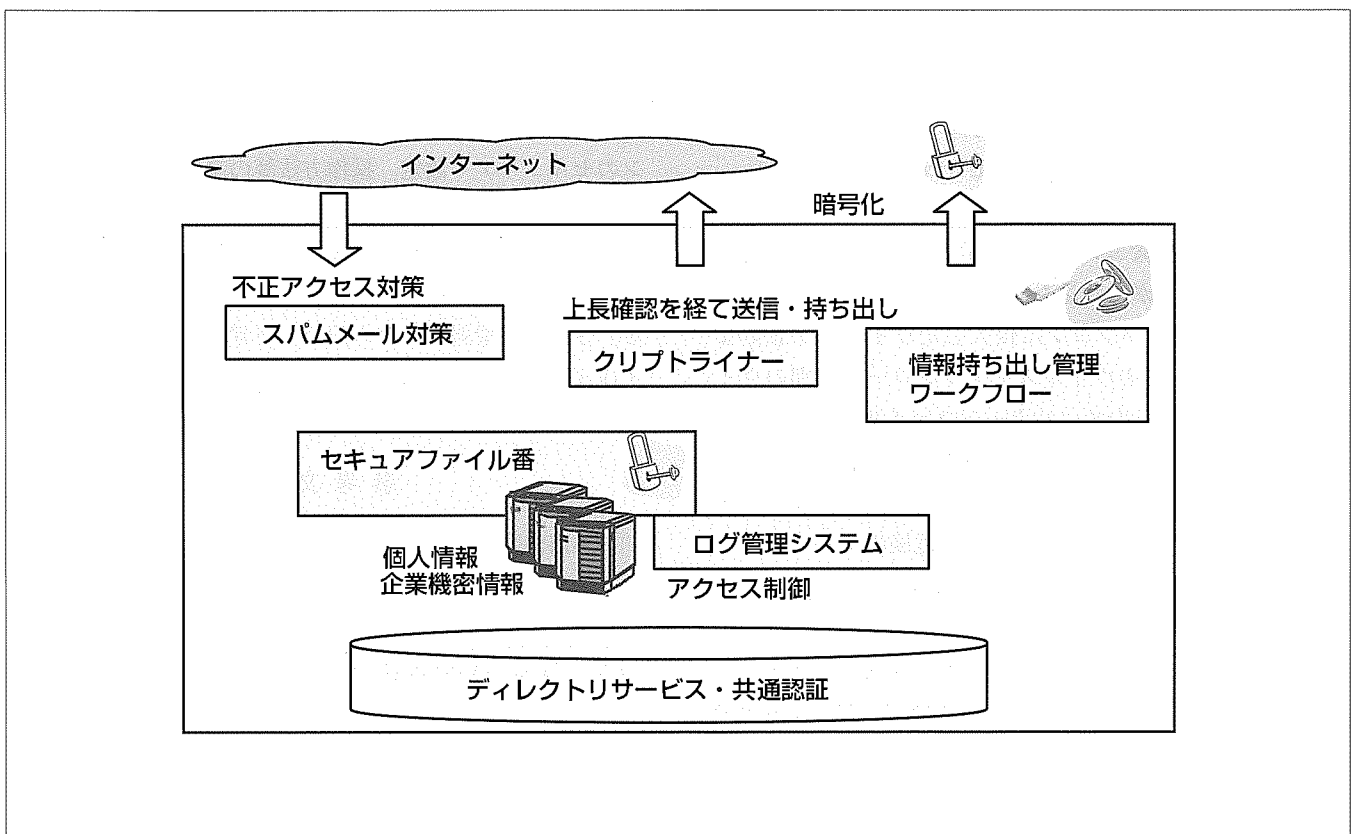 インターネット
暗号化
不正アクセス対策
スパムメール対策
上長確認を経て送信・持ち出し
クリプトライナー
情報持ち出し管理
ワークフロー
セキュアファイル番
ログ管理システム
個人情報
企業機密情報
アクセス制御
ディレクトリサービス・共通認証